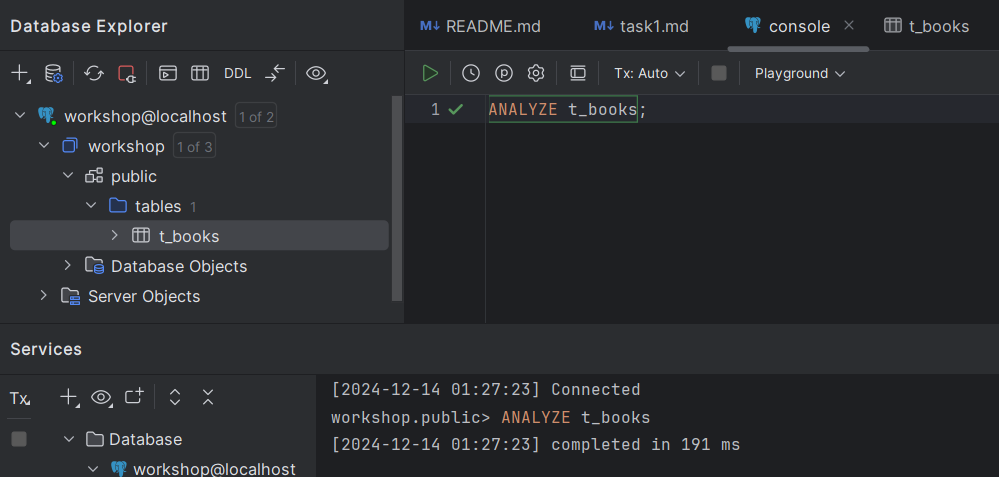 Database Explorer
README.md
task1.md
console
t_books
DDL
Tx: Auto
Playground
workshop@localhost 1 of 2
workshop 1 of 3
public
tables 1
t_books
Database Objects
Server Objects
1 ANALYZE t_books;
Services
Tx
Database
workshop@localhost
[2024-12-14 01:27:23] Connected
workshop.public> ANALYZE t_books
[2024-12-14 01:27:23] completed in 191 ms